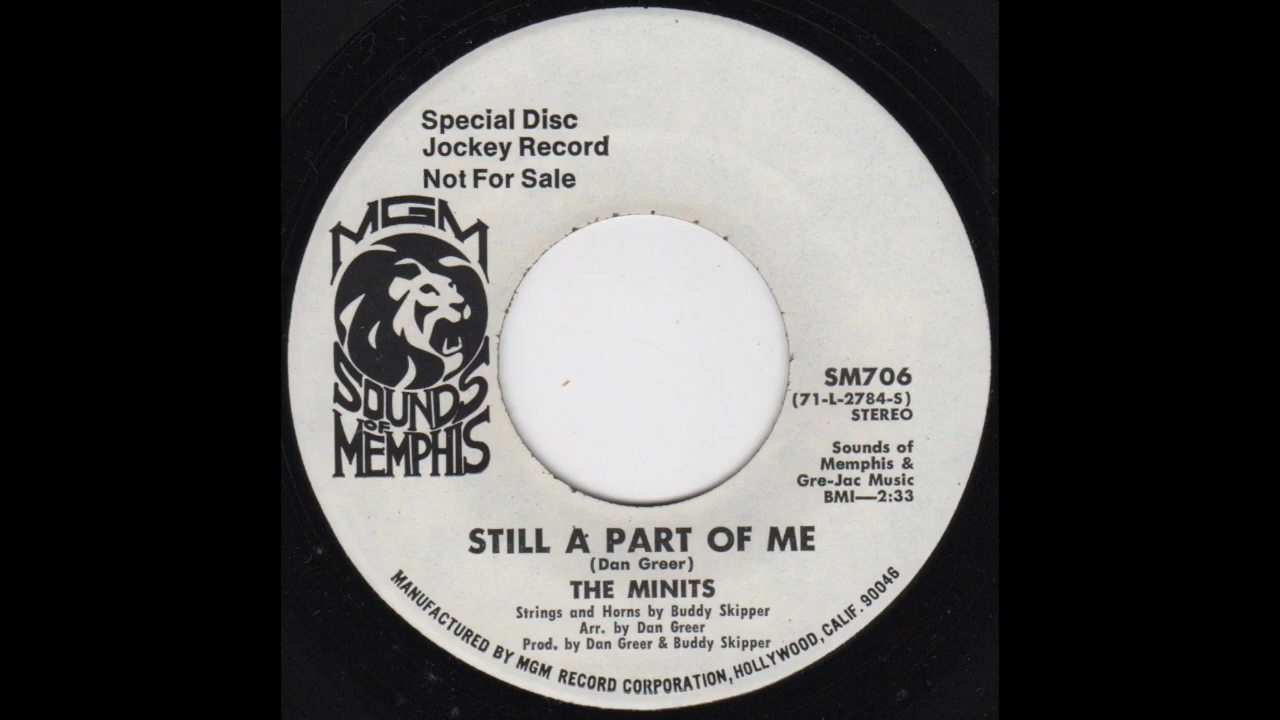 Special Disc
Jockey Record
Not For Sale
MGM
SOUNDS
OF
MEMPHIS
SM706
(71-L-2784-S)
STEREO
Sounds of
Memphis &
Gre-Jac Music
BMI—2:33
STILL A PART OF ME
(Dan Greer)
THE MINITS
Strings and Horns by Buddy Skipper
Arr. by Dan Greer
Prod. by Dan Greer & Buddy Skipper
MANUFACTURED BY MGM RECORD CORPORATION, HOLLYWOOD, CALIF. 90046